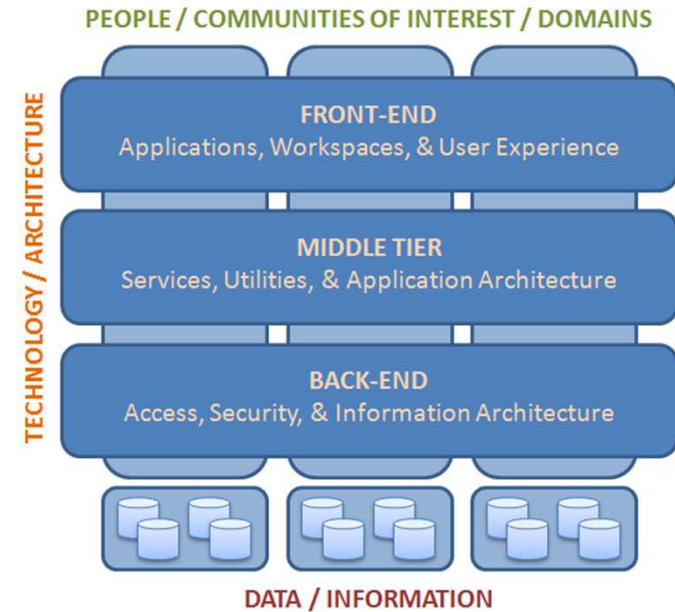 PEOPLE / COMMUNITIES OF INTEREST / DOMAINS
TECHNOLOGY / ARCHITECTURE
FRONT-END
Applications, Workspaces, & User Experience
MIDDLE TIER
Services, Utilities, & Application Architecture
BACK-END
Access, Security, & Information Architecture
DATA / INFORMATION